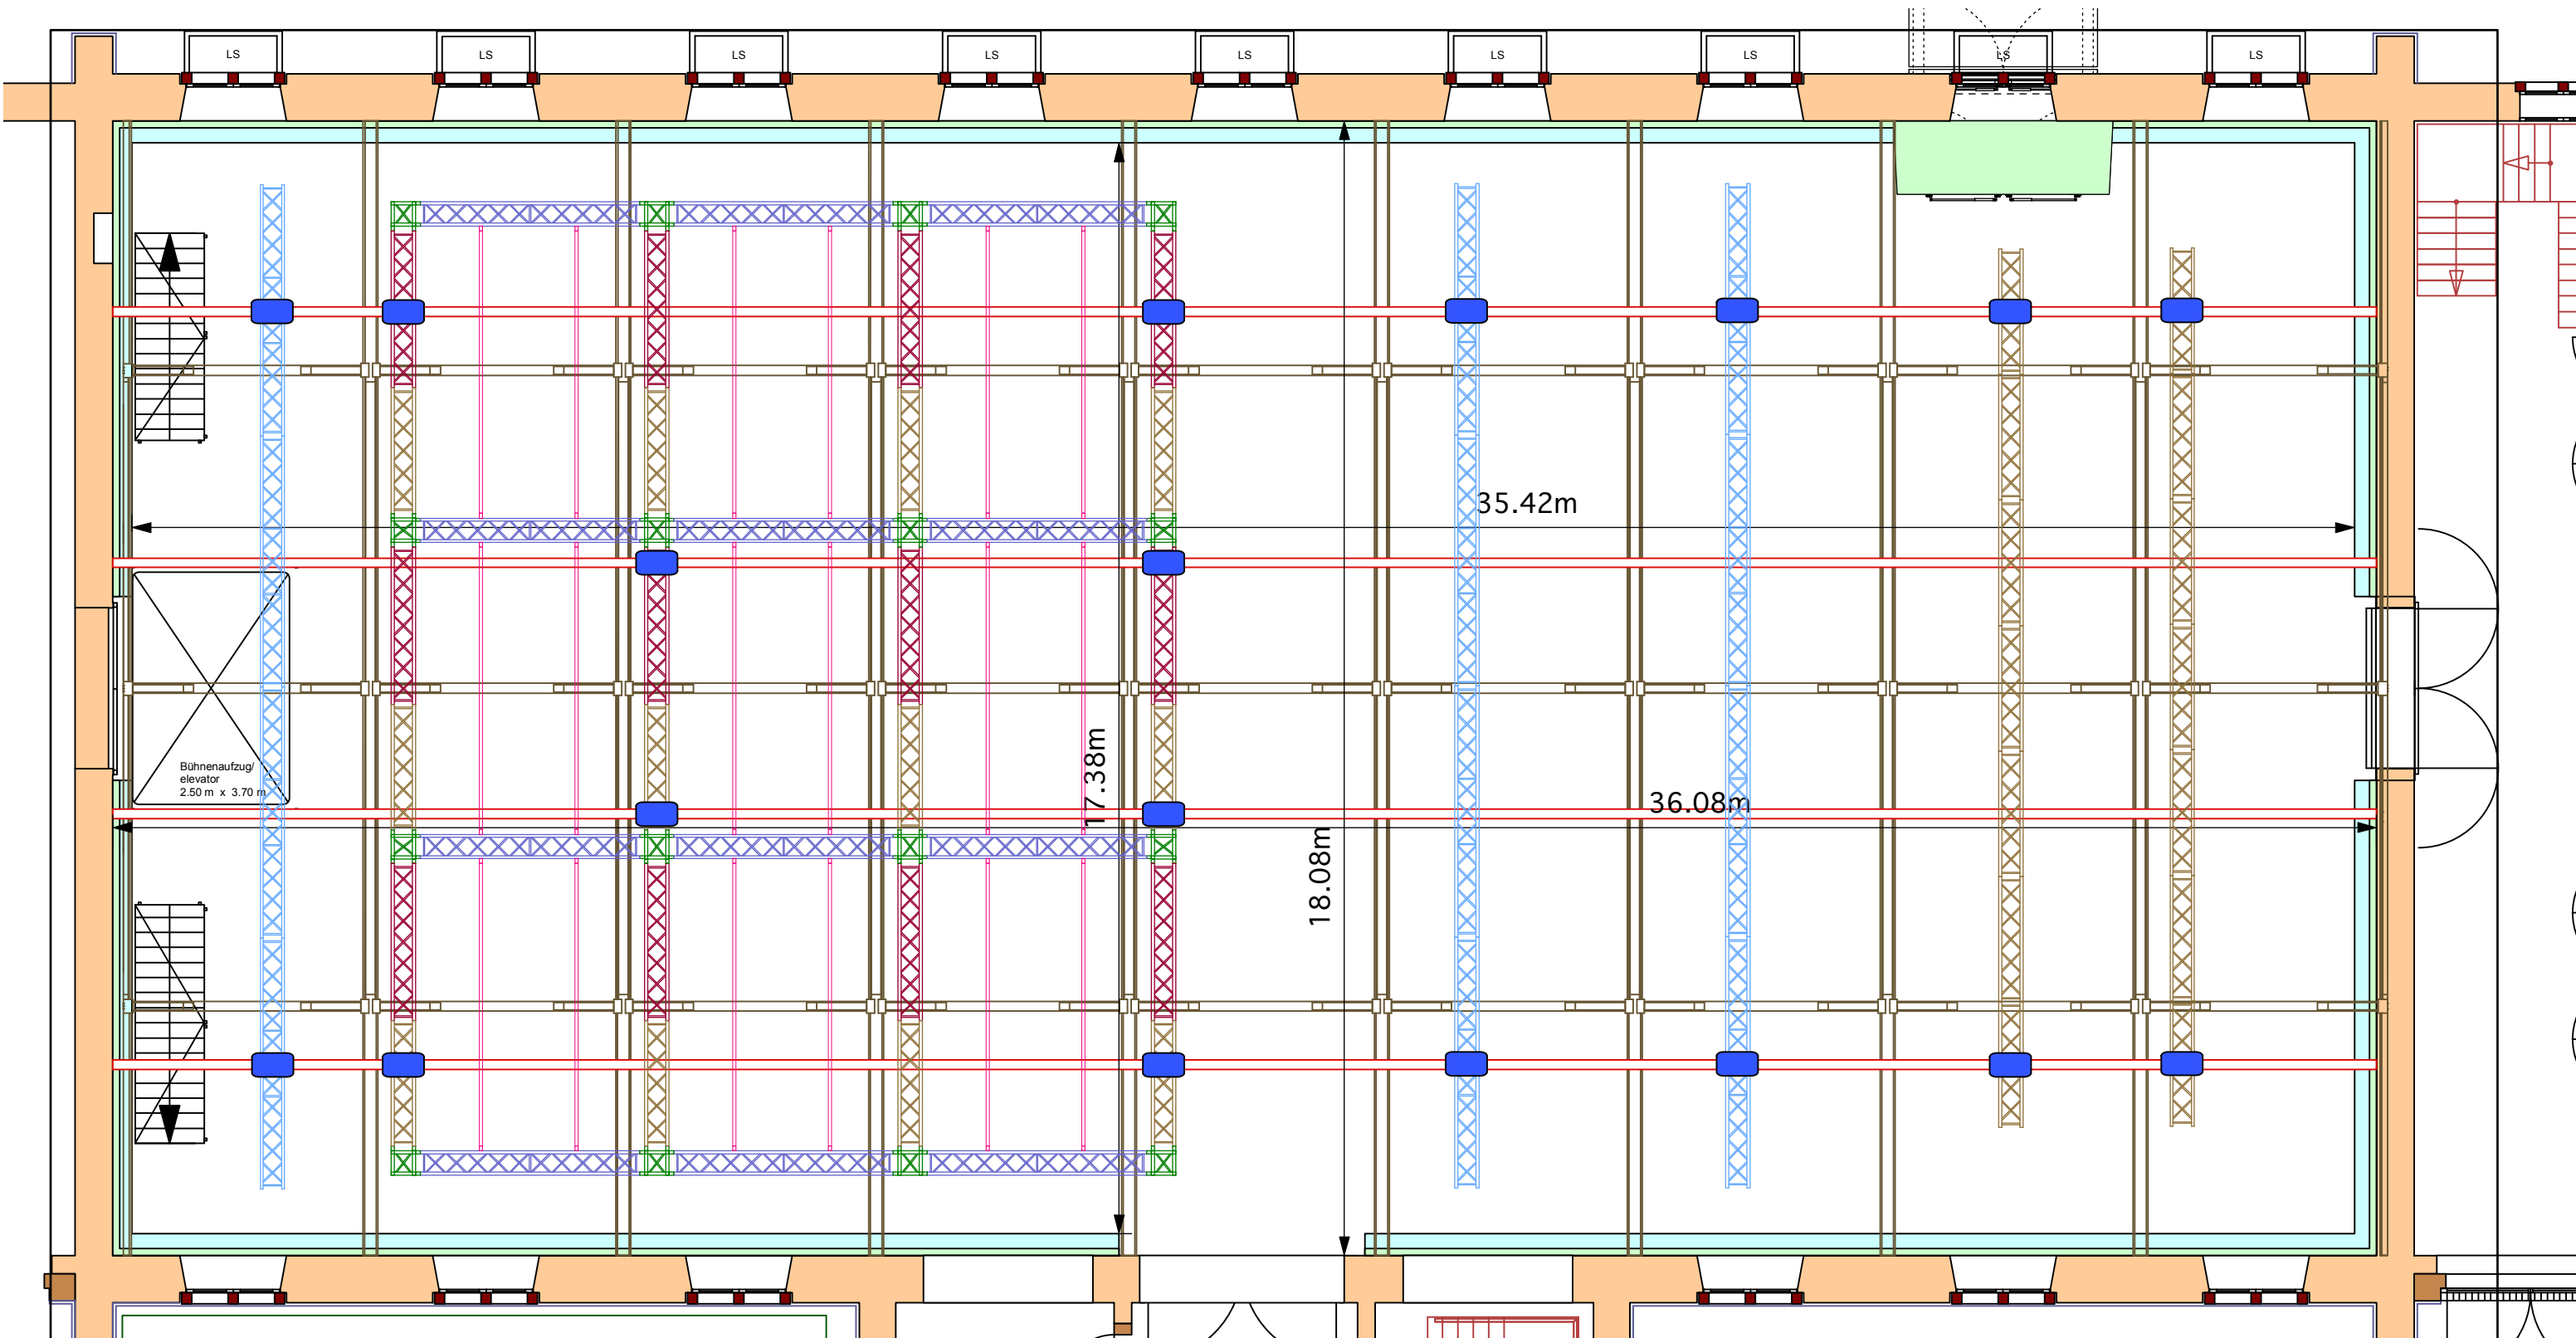 LS
LS
LS
LS
LS
LS
LS
LS
LS
35.42m
17.38m
36.08m
18.08m
Bühnenaufzug/
elevator
2.50 m x 3.70 m